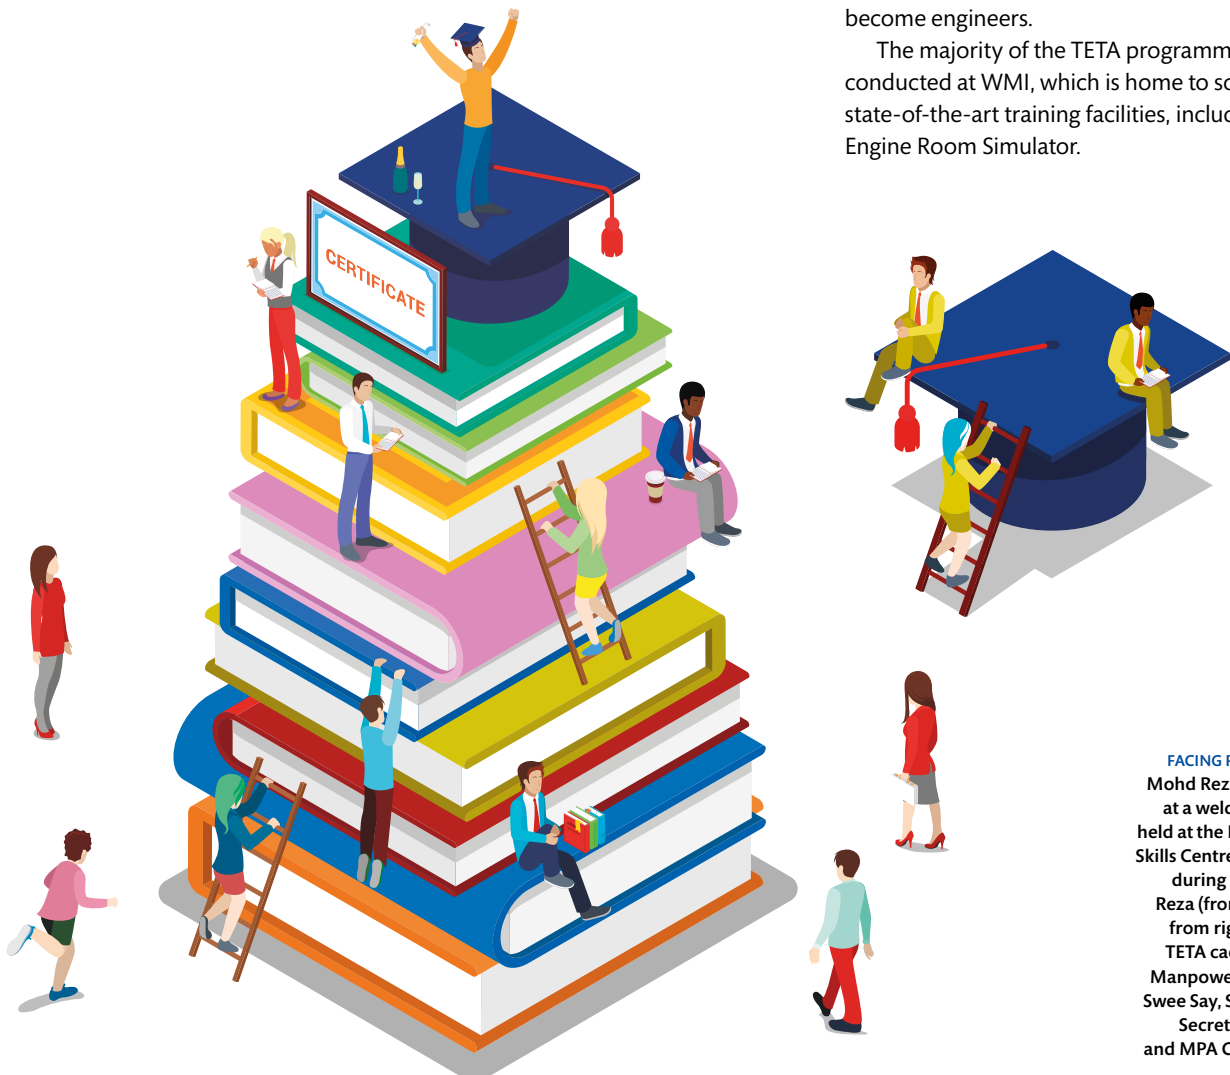 become engineers.
The majority of the TETA programm
conducted at WMI, which is home to so
state-of-the-art training facilities, includ
Engine Room Simulator.
CERTIFICATE
FACING P
Mohd Rez
at a welc
held at the
Skills Centre
during
Reza (fron
from rig
TETA cad
Manpowe
Swee Say, S
Secret
and MPA C